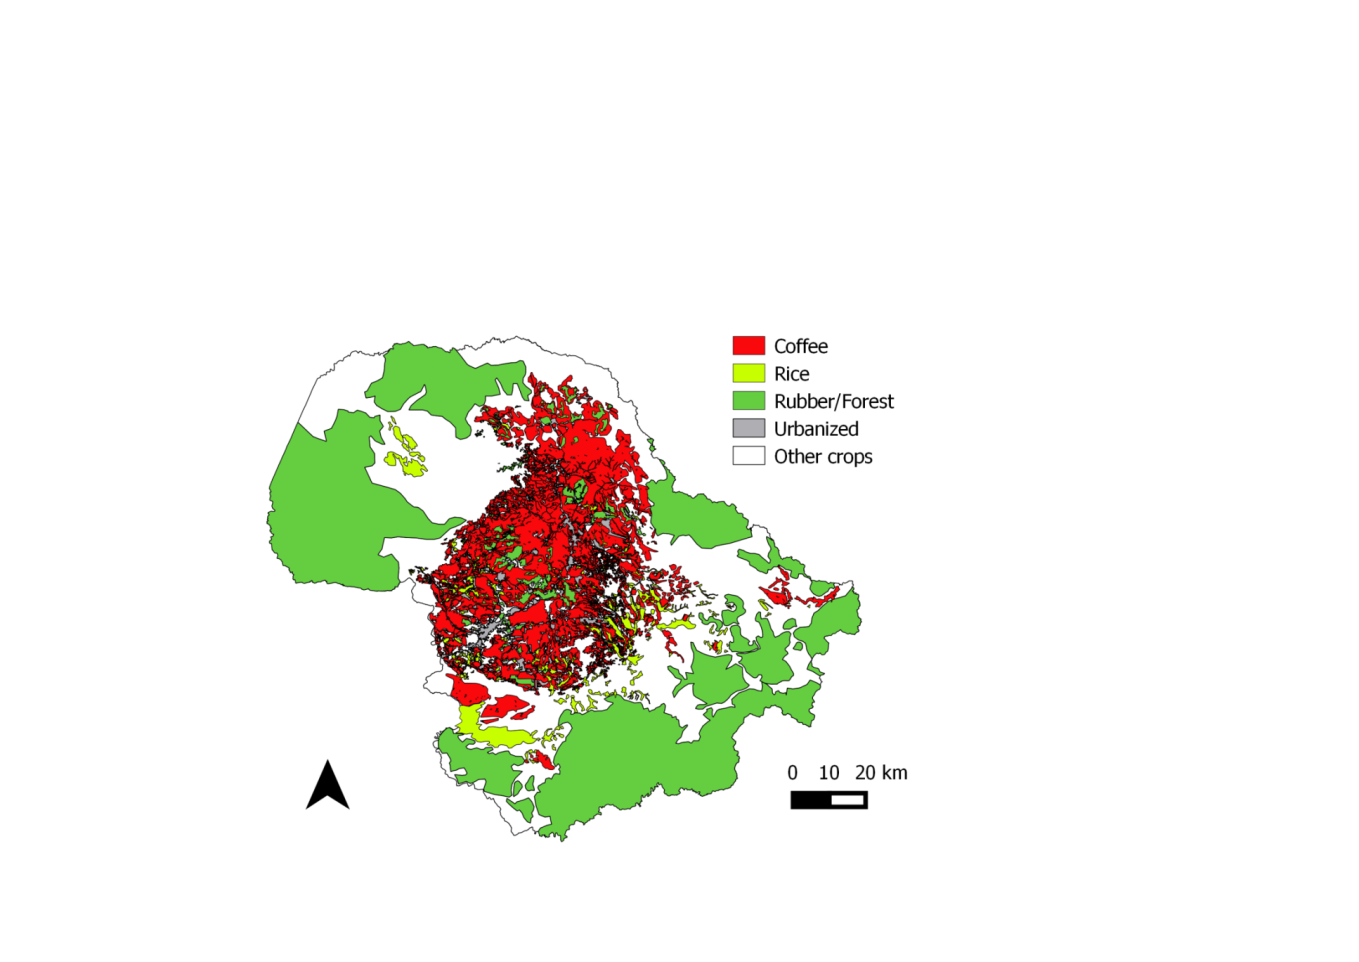 Coffee
Rice
Rubber/Forest
Urbanized
Other crops
0 10 20 km